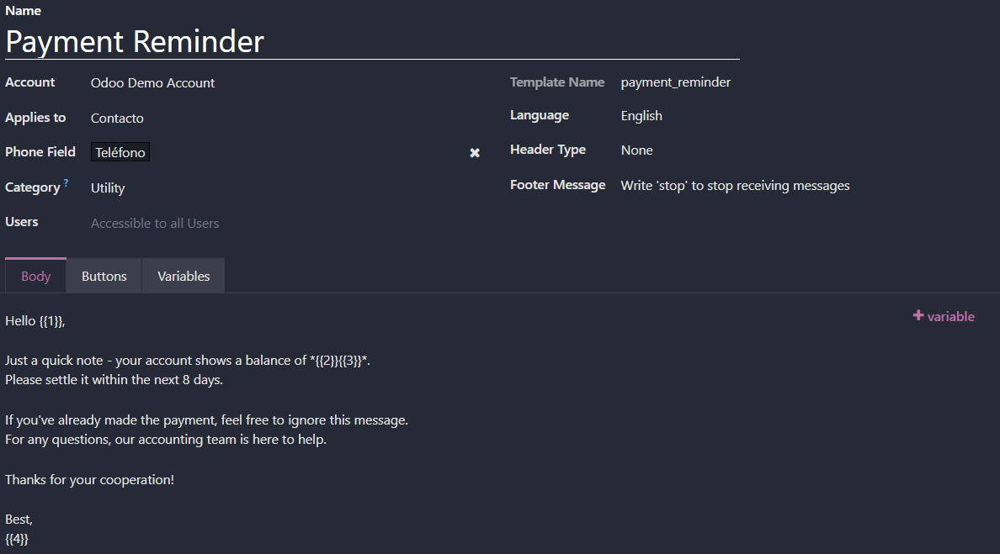 Name
Payment Reminder
Account Odoo Demo Account
Template Name payment_reminder
Applies to Contacto
Language English
Phone Field Teléfono
Header Type None
Category ? Utility
Footer Message Write 'stop' to stop receiving messages
Users Accessible to all Users
Body Buttons Variables
+ variable
Hello {{1}},
Just a quick note - your account shows a balance of *{{2}}{{3}}*.
Please settle it within the next 8 days.
If you've already made the payment, feel free to ignore this message.
For any questions, our accounting team is here to help.
Thanks for your cooperation!
Best,
{{4}}